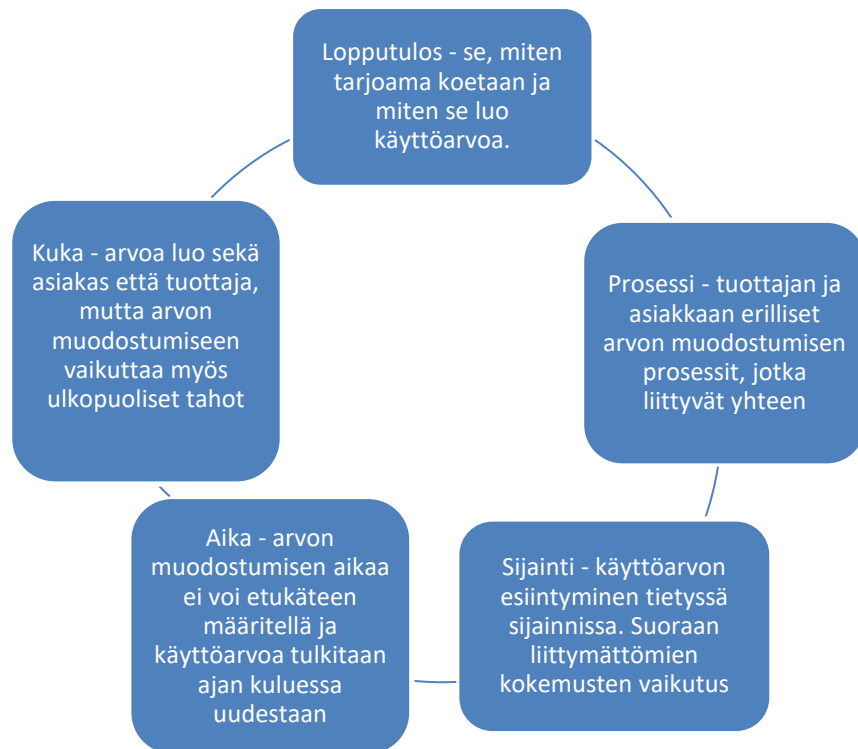 Lopputulos - se, miten
tarjoama koetaan ja
miten se luo
käyttöarvoa.
Prosessi - tuottajan ja
asiakkaan erilliset
arvon muodostumisen
prosessit, jotka
liittyvät yhteen
Sijainti - käyttöarvon
esiintyminen tietyssä
sijainnissa. Suoraan
liittymättömien
kokemusten vaikutus
Aika - arvon
muodostumisen aikaa
ei voi etukäteen
määritellä ja
käyttöarvoa tulkitaan
ajan kuluessa
uudestaan
Kuka - arvoa luo sekä
asiakas että tuottaja,
mutta arvon
muodostumiseen
vaikuttaa myös
ulkopuoliset tahot